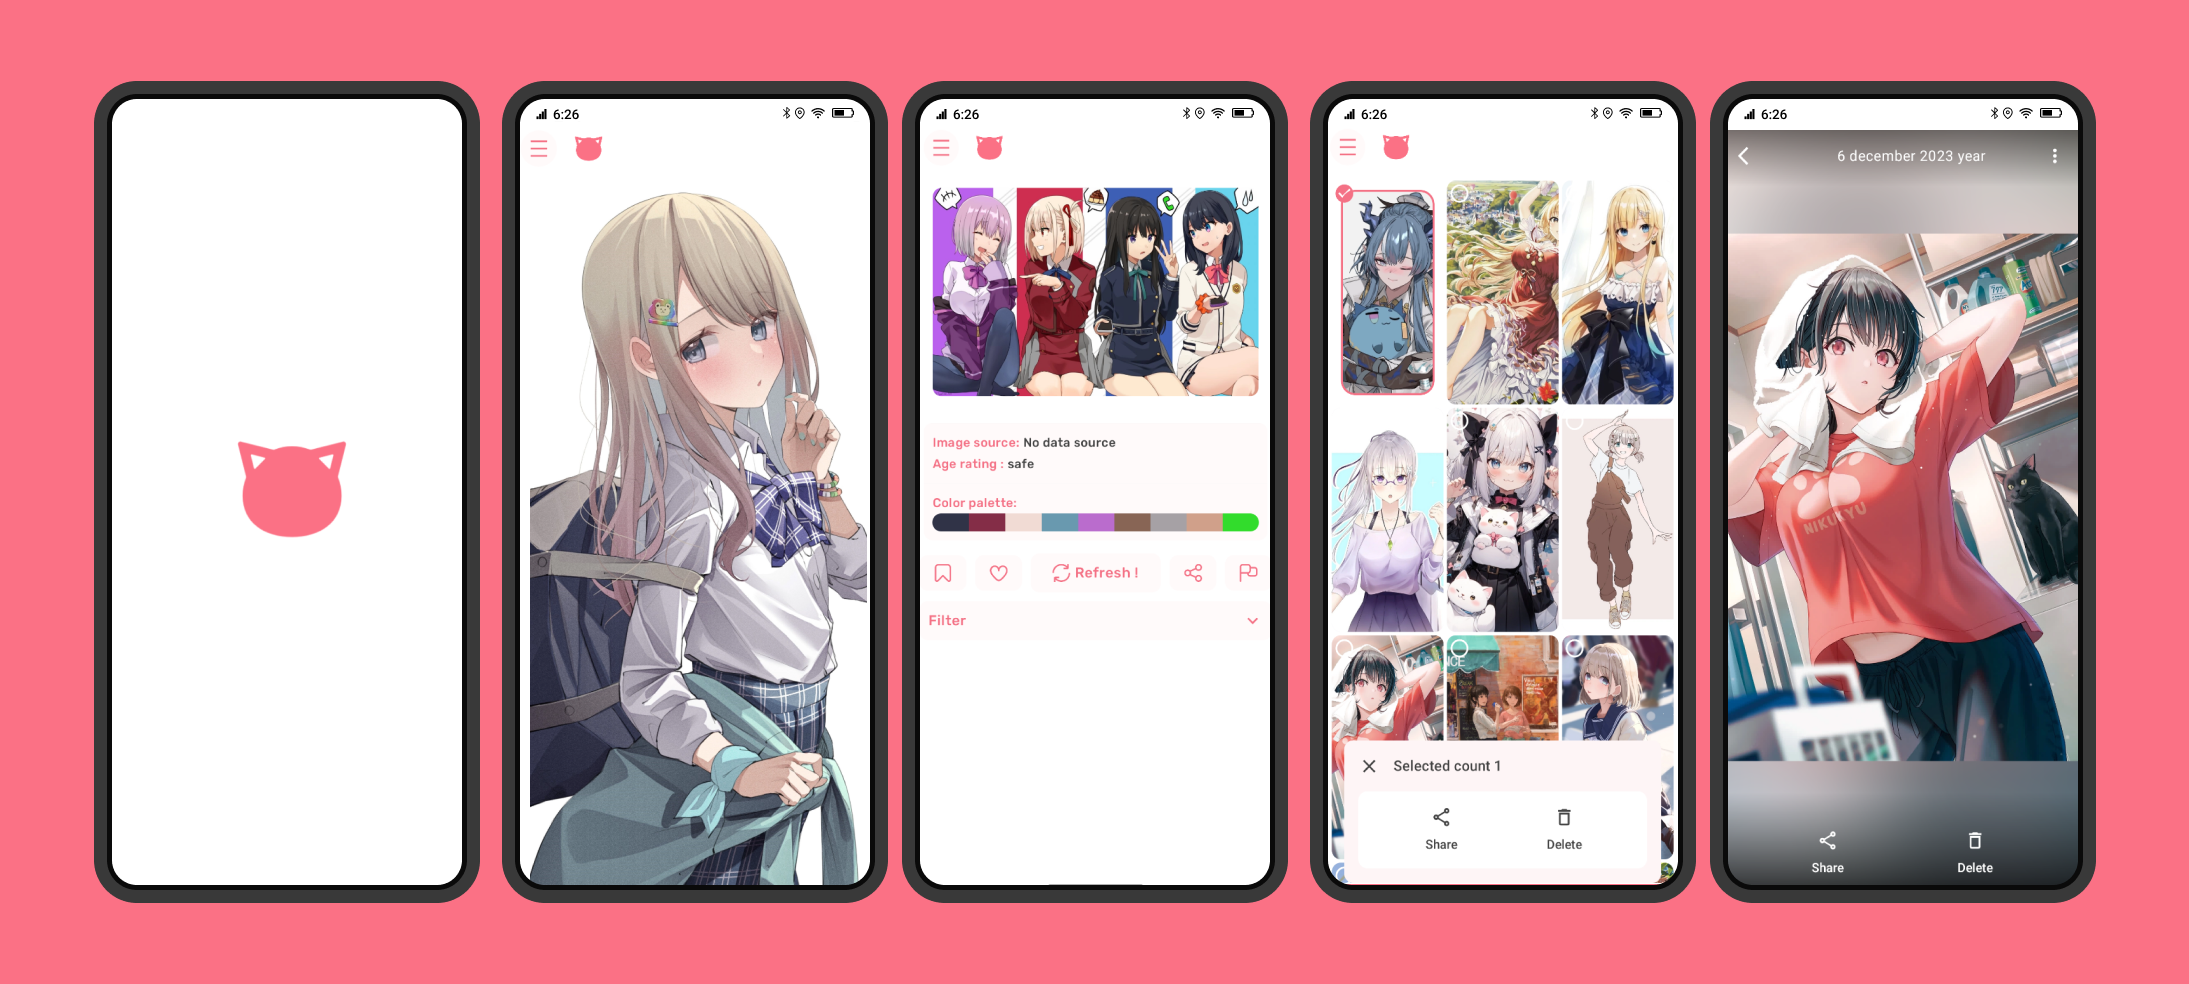 6:26
6:26
Image source: No data source
Age rating : safe
Color palette:
Refresh !
Filter
6:26
NCE
Selected count 1
Share
Delete
6:26
6 december 2023 year
NIKUKYU
Share
Delete